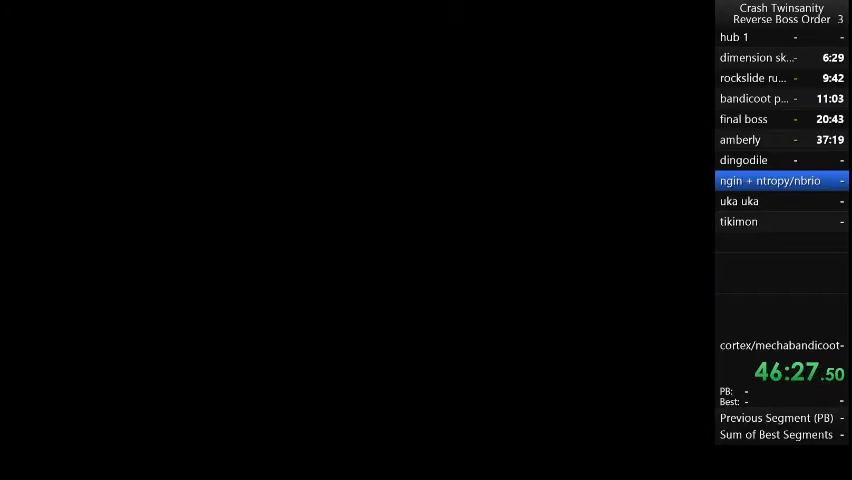 Crash Twinsanity
Reverse Boss Order 3
hub 1 - -
dimension sk...- 6:29
rockslide ru... - 9:42
bandicoot p... - 11:03
final boss - 20:43
amberly - 37:19
dingodile - -
ngin + ntropy/nbrio -
uka uka -
tikimon -
cortex/mechabandicoot-
46:27.50
PB: -
Best: - -
Previous Segment (PB) -
Sum of Best Segments -